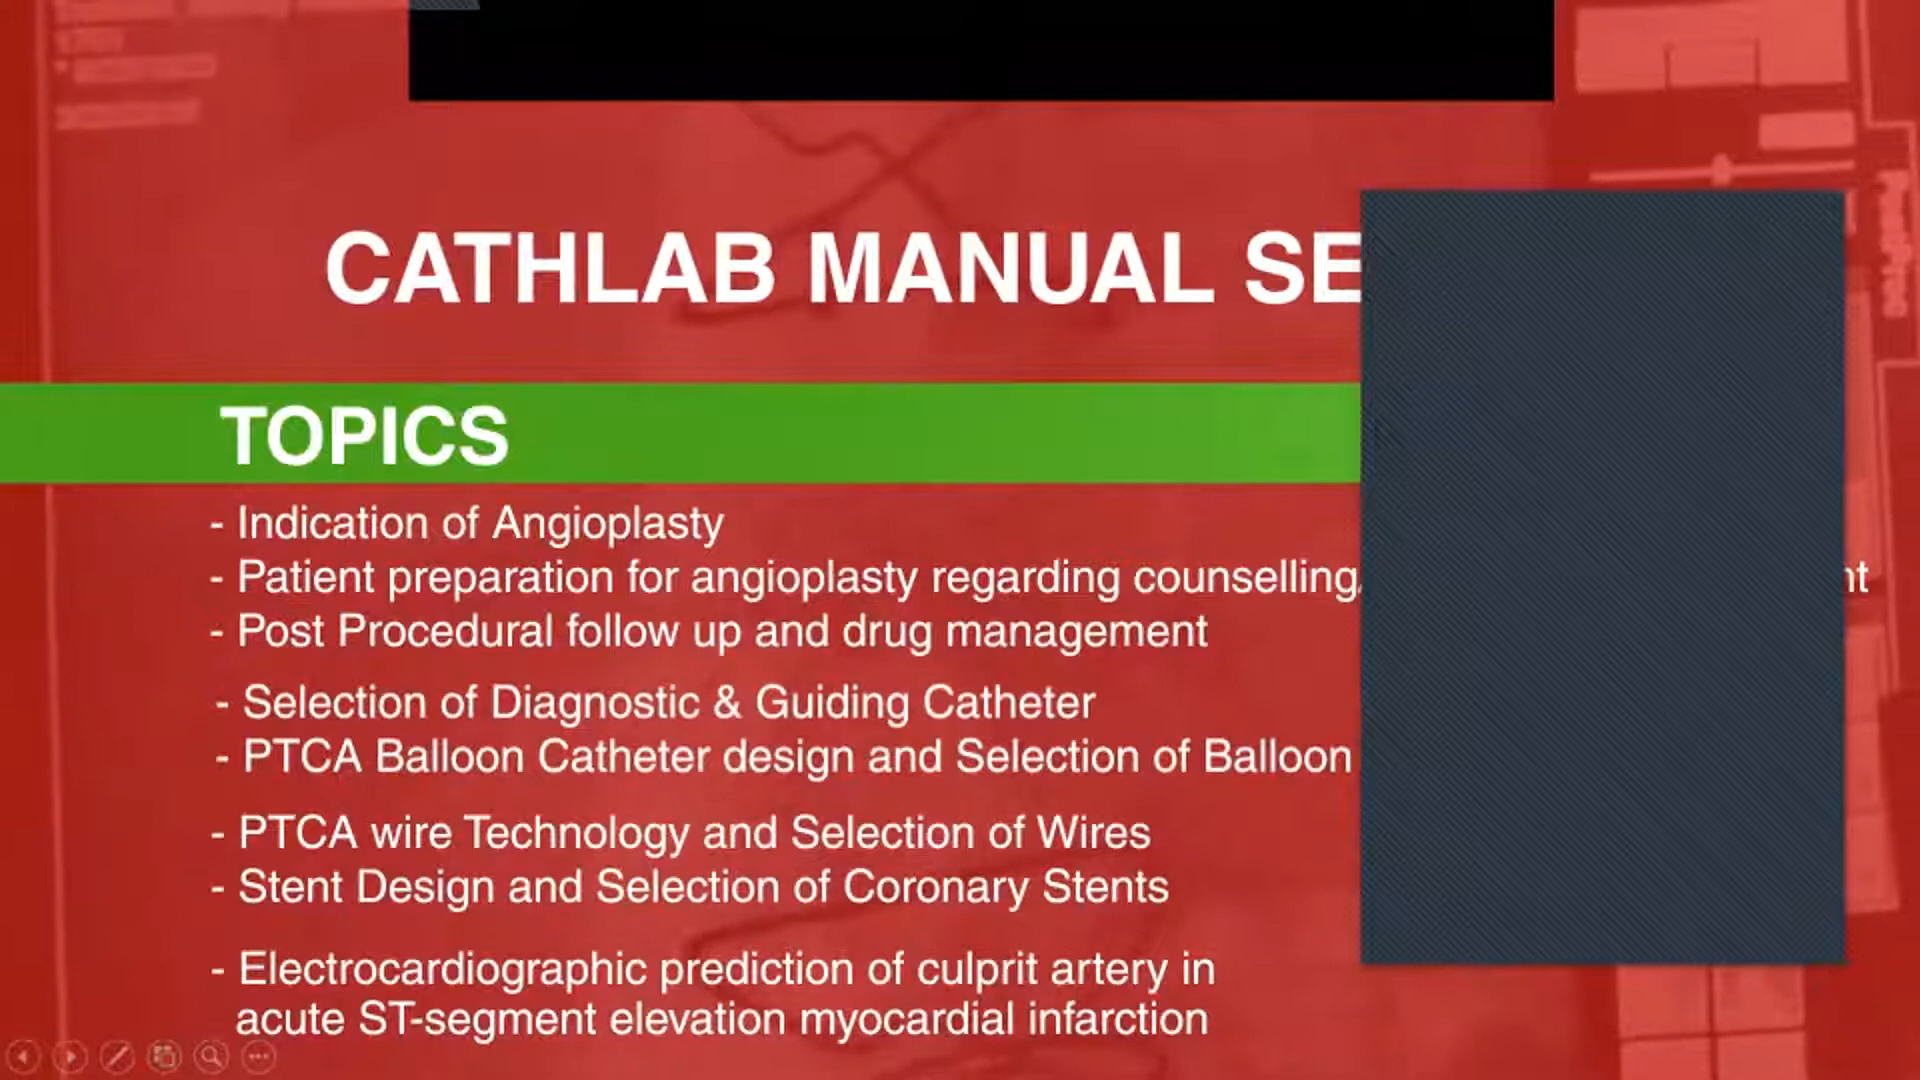 CATHLAB MANUAL SE
TOPICS
- Indication of Angioplasty
- Patient preparation for angioplasty regarding counselling
- Post Procedural follow up and drug management
- Selection of Diagnostic & Guiding Catheter
- PTCA Balloon Catheter design and Selection of Balloon
- PTCA wire Technology and Selection of Wires
- Stent Design and Selection of Coronary Stents
- Electrocardiographic prediction of culprit artery in
acute ST-segment elevation myocardial infarction